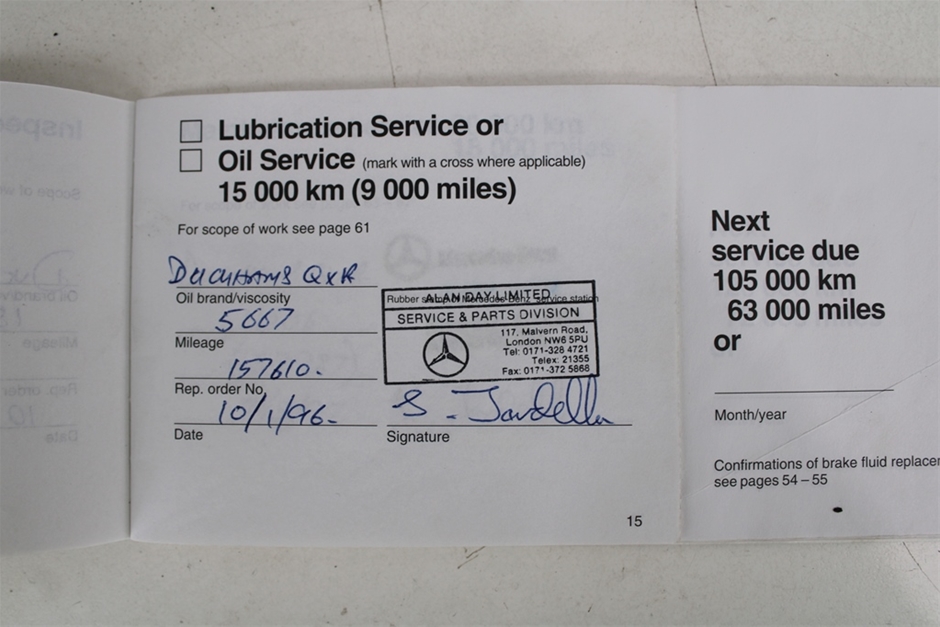 Lubrication Service or
Oil Service (mark with a cross where applicable)
15 000 km (9 000 miles)
For scope of work see page 61
DUCKHAMS QXR
Oil brand/viscosity
5667
Mileage
157610.
Rep. order No.
10/1/96.
Date
Rubber stamp of Mercedes-Benz service station
ALAN DAY LIMITED
SERVICE & PARTS DIVISION
117, Malvern Road,
London NW6 5PU
Tel: 0171-328 4721
Telex: 21355
Fax: 0171-372 5868
Signature
15
Next
service due
105 000 km
63 000 miles
or
Month/year
Confirmations of brake fluid
see pages 54 – 55